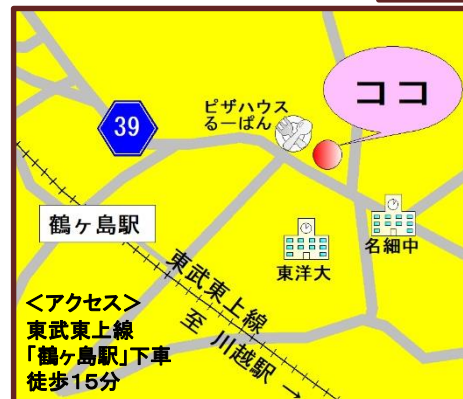 ココ
ピザハウス
るーぱん
39
鶴ヶ島駅
名細中
東洋大
東武東上線
至 川越駅 →
＜アクセス＞
東武東上線
「鶴ヶ島駅」下車
徒歩15分